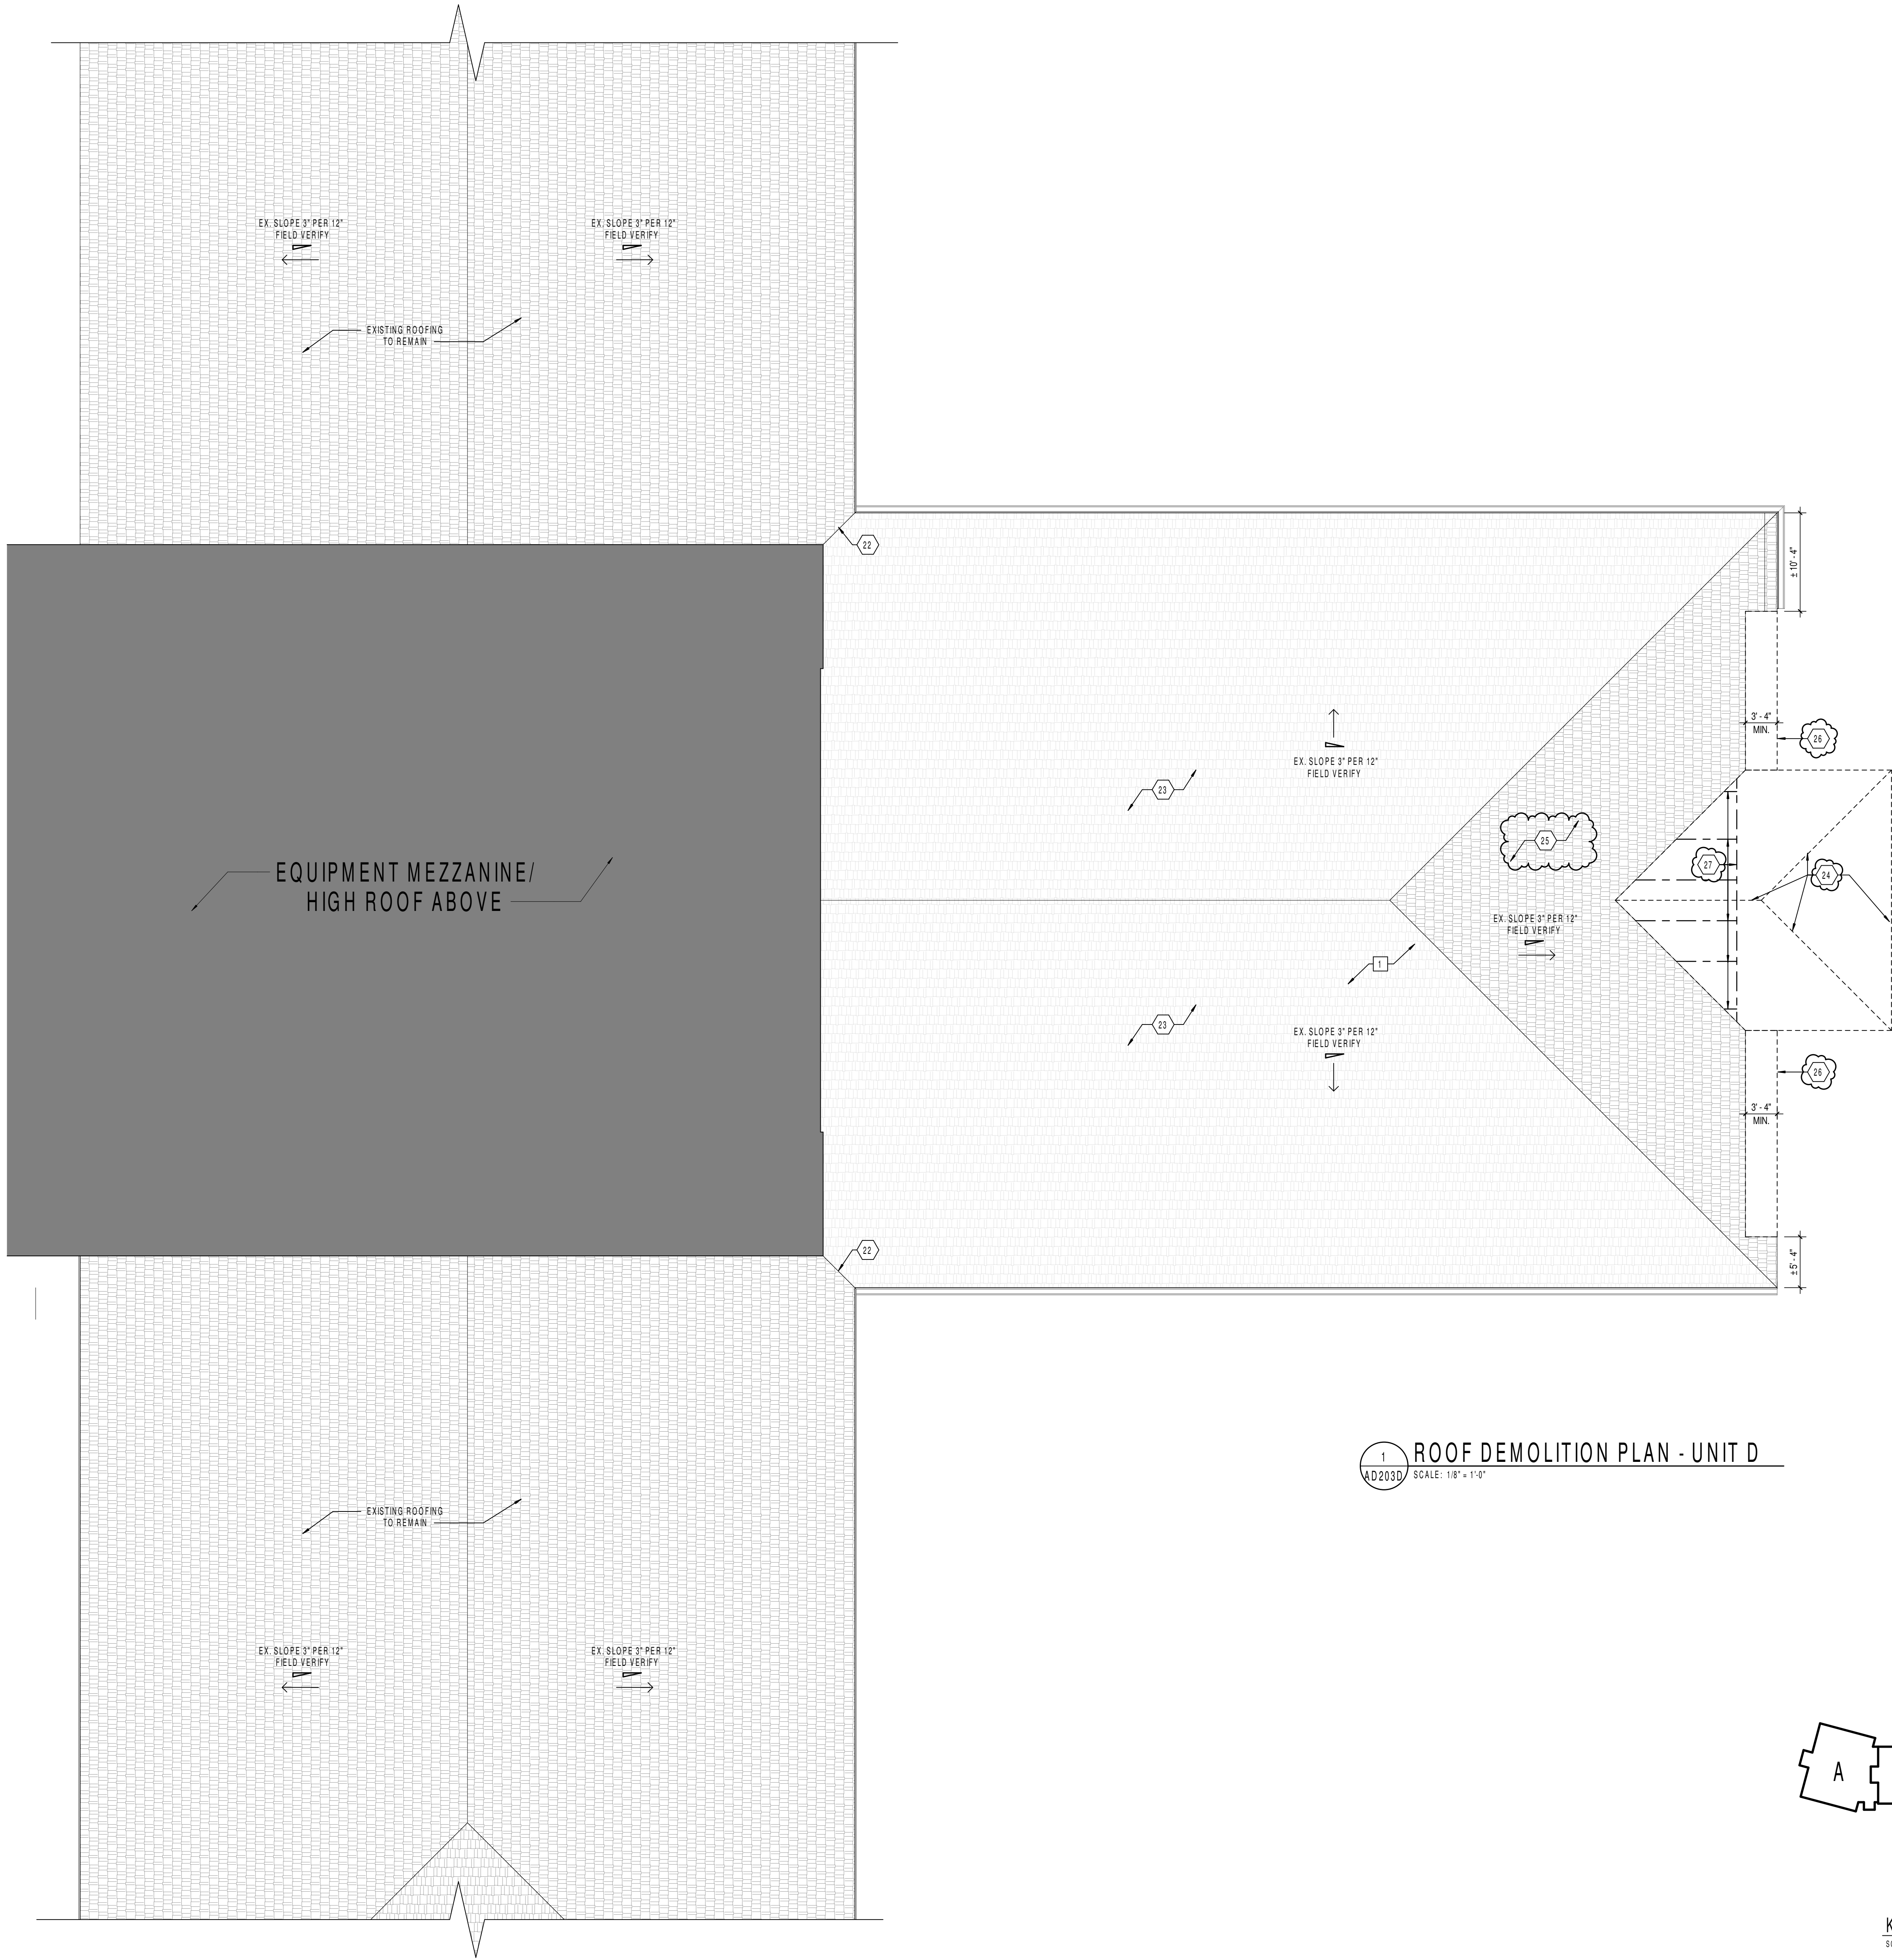 EX. SLOPE 3" PER 12"
FIELD VERIFY
EX. SLOPE 3" PER 12"
FIELD VERIFY
EXISTING ROOFING
TO REMAIN
22
± 10' - 4"
3' - 4"
MIN.
26
EX. SLOPE 3" PER 12"
FIELD VERIFY
23
25
27
24
EQUIPMENT MEZZANINE/
HIGH ROOF ABOVE
EX. SLOPE 3" PER 12"
FIELD VERIFY
1
23
EX. SLOPE 3" PER 12"
FIELD VERIFY
26
3' - 4"
MIN.
22
± 5' - 4"
1
AD203D
ROOF DEMOLITION PLAN - UNIT D
SCALE: 1/8" = 1'-0"
EXISTING ROOFING
TO REMAIN
EX. SLOPE 3" PER 12"
FIELD VERIFY
EX. SLOPE 3" PER 12"
FIELD VERIFY
A